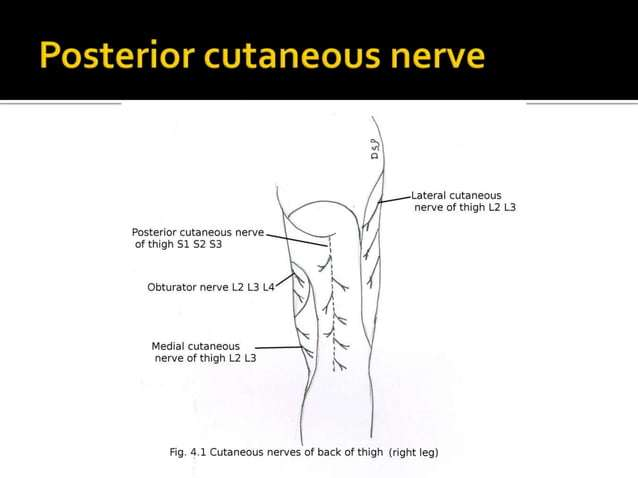 Posterior cutaneous nerve
DSP
Lateral cutaneous
nerve of thigh L2 L3
Posterior cutaneous nerve
of thigh S1 S2 S3
Obturator nerve L2 L3 L4
Medial cutaneous
nerve of thigh L2 L3
Fig. 4.1 Cutaneous nerves of back of thigh (right leg)